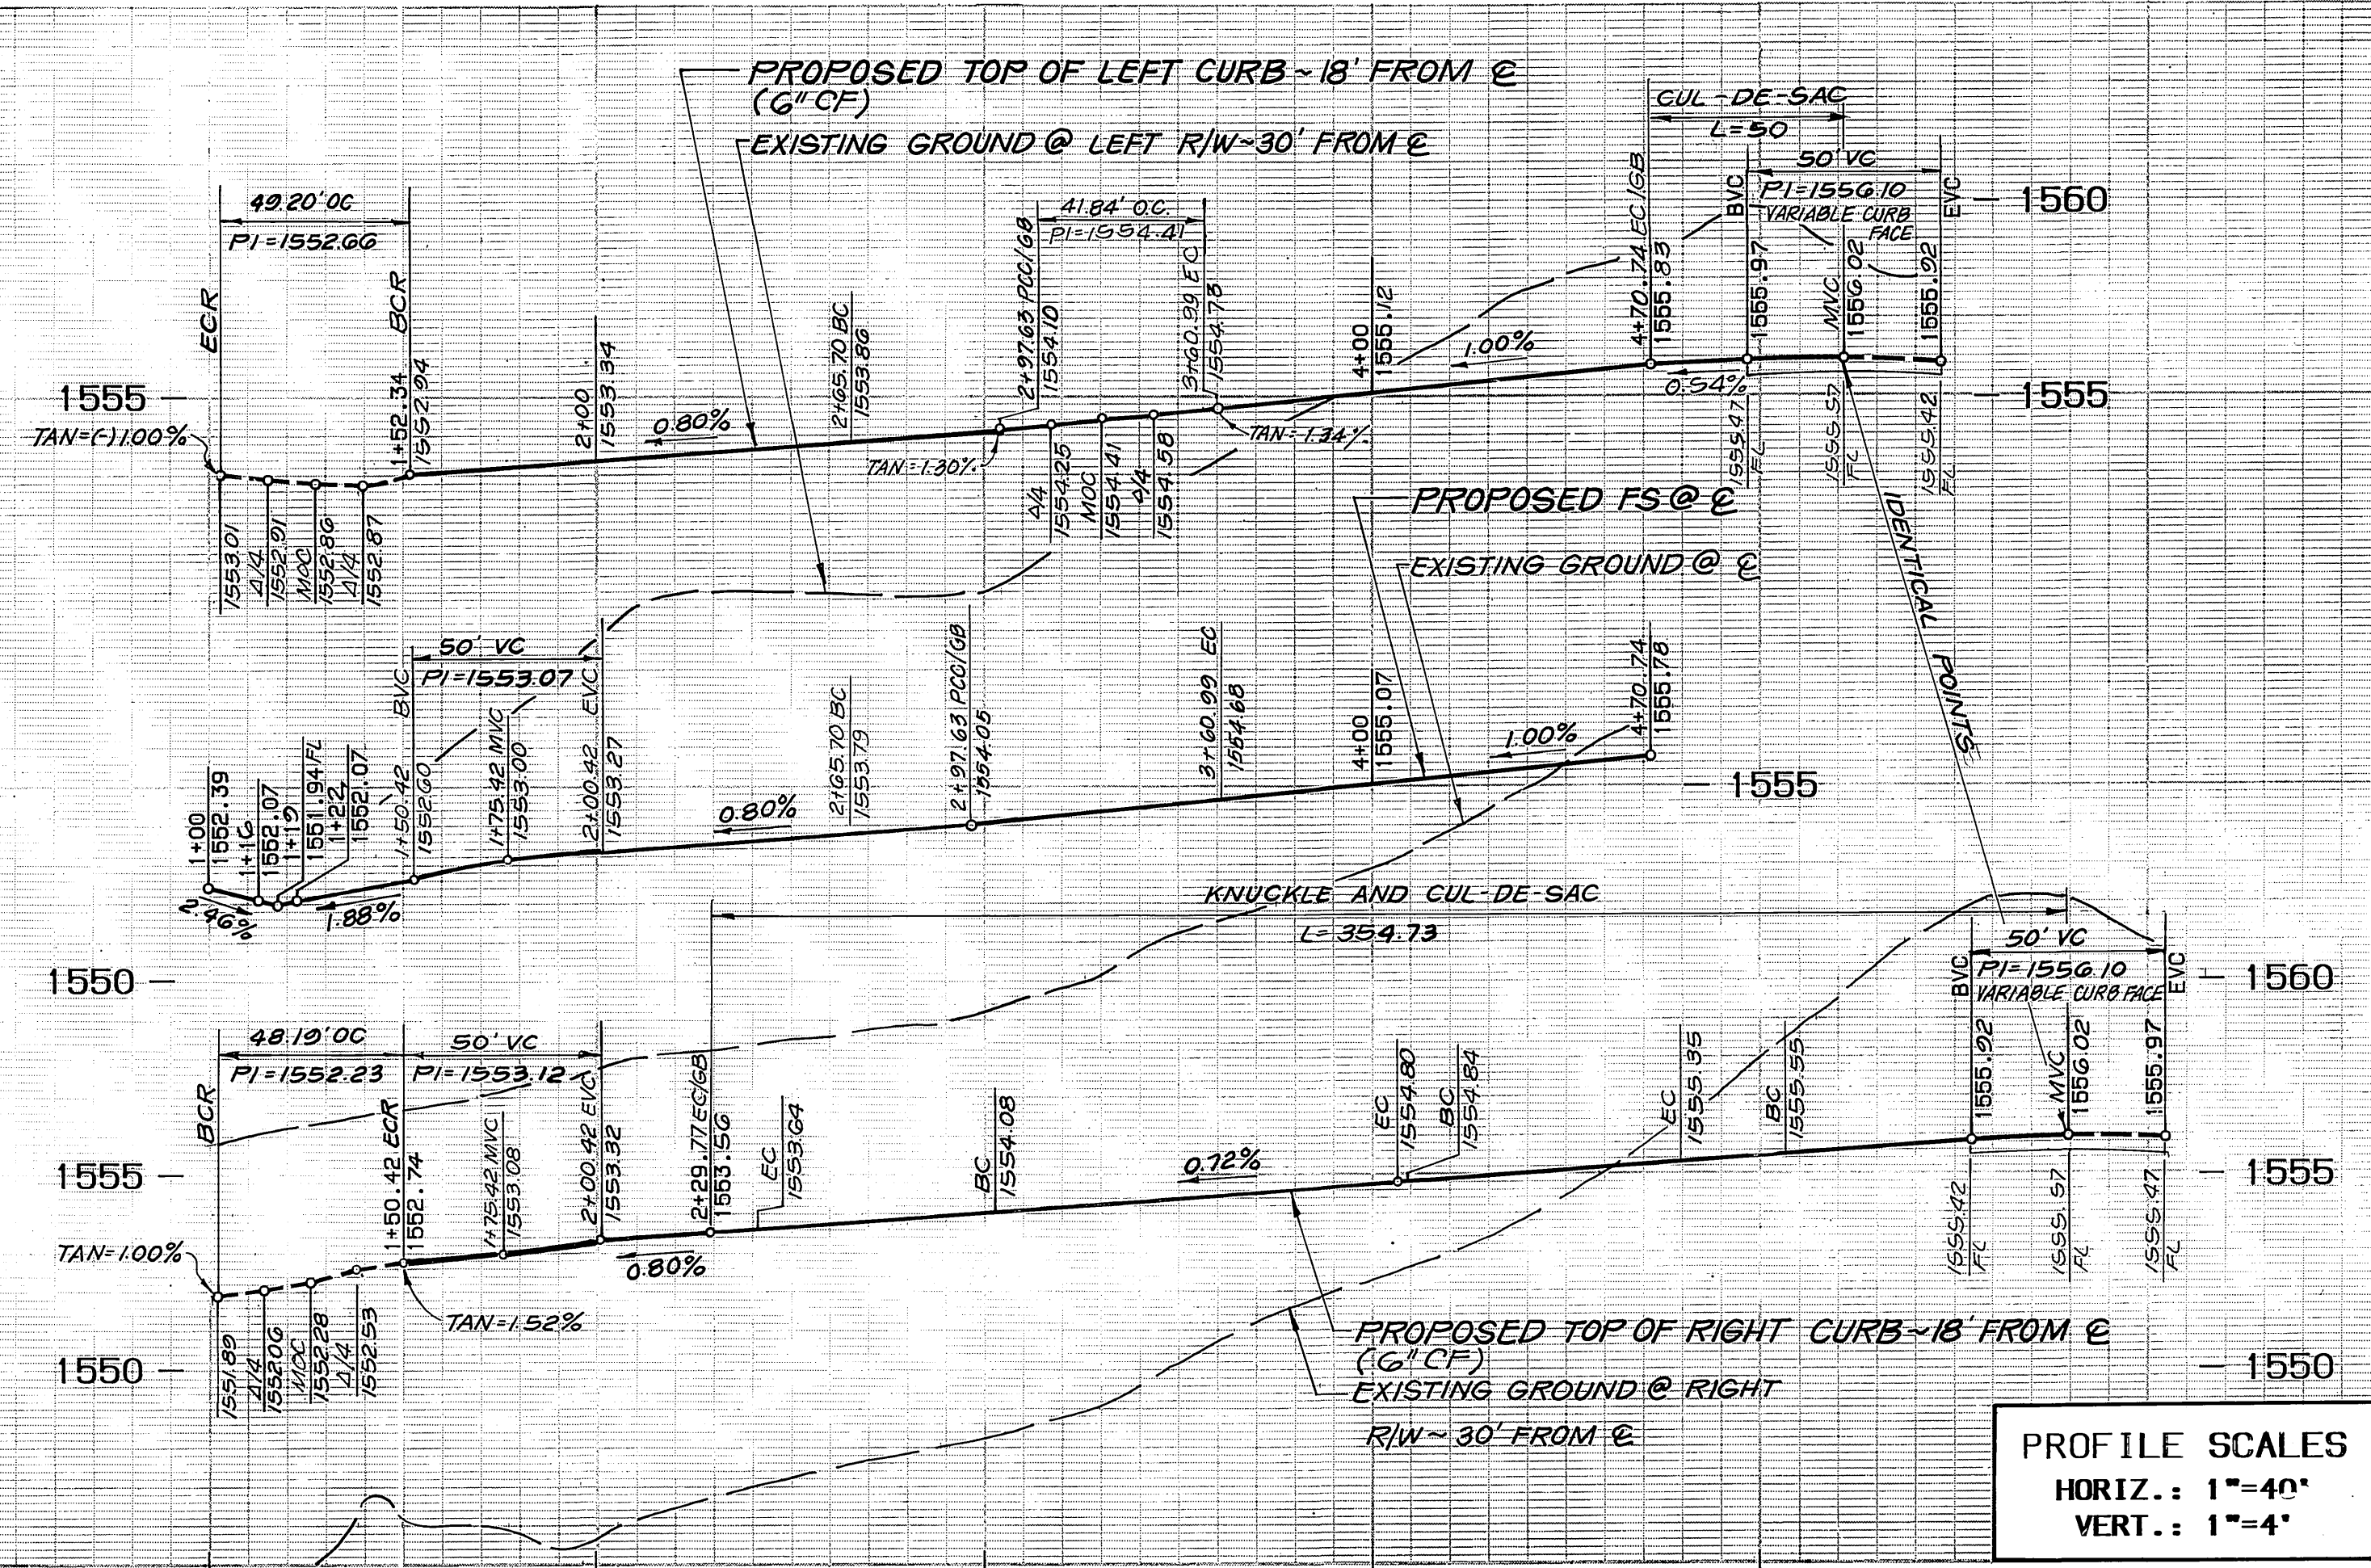 PROPOSED TOP OF LEFT CURB ~ 18' FROM ℄
(6" CF)
EXISTING GROUND @ LEFT R/W ~ 30' FROM ℄
CUL-DE-SAC
L=50
50' VC
PI=1556.10
VARIABLE CURB
FACE
BVC
EVC
1560
49.20' OC
PI=1552.66
ECR
1+52.34 BCR
1552.94
2+00
1553.34
2+65.70 BC
1553.86
2+97.63 PCC/GB
1554.10
41.84' O.C.
PI=1554.41
3+60.99 EC
1554.73
4+00
1555.12
4+70.74 EC/GB
1555.83
1555.97
MVC
1556.02
1555.92
1555
TAN=(-)1.00%
0.80%
TAN=1.30%
TAN=1.34%
1.00%
0.54%
1555
1553.01
Δ/4
1552.91
MOC
1552.86
Δ/4
1552.87
Δ/4
1554.25
MOC
1554.41
Δ/4
1554.58
1555.47
FL
1555.57
FL
1555.42
FL
PROPOSED FS @ ℄
EXISTING GROUND @ ℄
IDENTICAL POINTS
50' VC
PI=1553.07
1+00
1552.39
1+16
1552.07
1+19
1551.94 FL
1+22
1552.07
1+50.42 BVC
1552.60
1+75.42 MVC
1553.00
2+00.42 EVC
1553.27
2+65.70 BC
1553.79
2+97.63 PCC/GB
1554.05
3+60.99 EC
1554.68
4+00
1555.07
4+70.74
1555.78
2.46%
1.88%
0.80%
1.00%
1555
1550
KNUCKLE AND CUL-DE-SAC
L=354.73
50' VC
PI=1556.10
VARIABLE CURB FACE
BVC
EVC
1560
48.19' OC
PI=1552.23
50' VC
PI=1553.12
BCR
1+50.42 ECR
1552.74
1+75.42 MVC
1553.08
2+00.42 EVC
1553.32
2+29.77 EC/GB
1553.56
EC
1553.64
BC
1554.08
EC
1554.80
BC
1554.84
EC
1555.35
BC
1555.55
1555.92
MVC
1556.02
1555.97
1555
TAN=1.00%
0.80%
0.72%
TAN=1.52%
1555
1551.89
Δ/4
1552.06
MOC
1552.28
Δ/4
1552.53
1555.42
FL
1555.57
FL
1555.47
FL
1550
PROPOSED TOP OF RIGHT CURB ~ 18' FROM ℄
(6" CF)
EXISTING GROUND @ RIGHT
R/W ~ 30' FROM ℄
1550
PROFILE SCALES
HORIZ.: 1"=40'
VERT.: 1"=4'